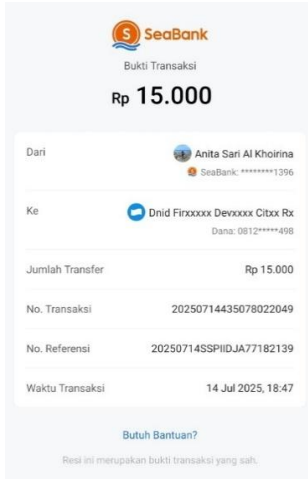 SeaBank
Bukti Transaksi
Rp 15.000
Dari Anita Sari Al Khoirina
SeaBank: ********1396
Ke Dnid Firxxxxx Devxxxx Citxx Rx
Dana: 0812*****498
Jumlah Transfer Rp 15.000
No. Transaksi 20250714435078022049
No. Referensi 20250714SSPIIDJA77182139
Waktu Transaksi 14 Jul 2025, 18:47
Butuh Bantuan?
Resi ini merupakan bukti transaksi yang sah.